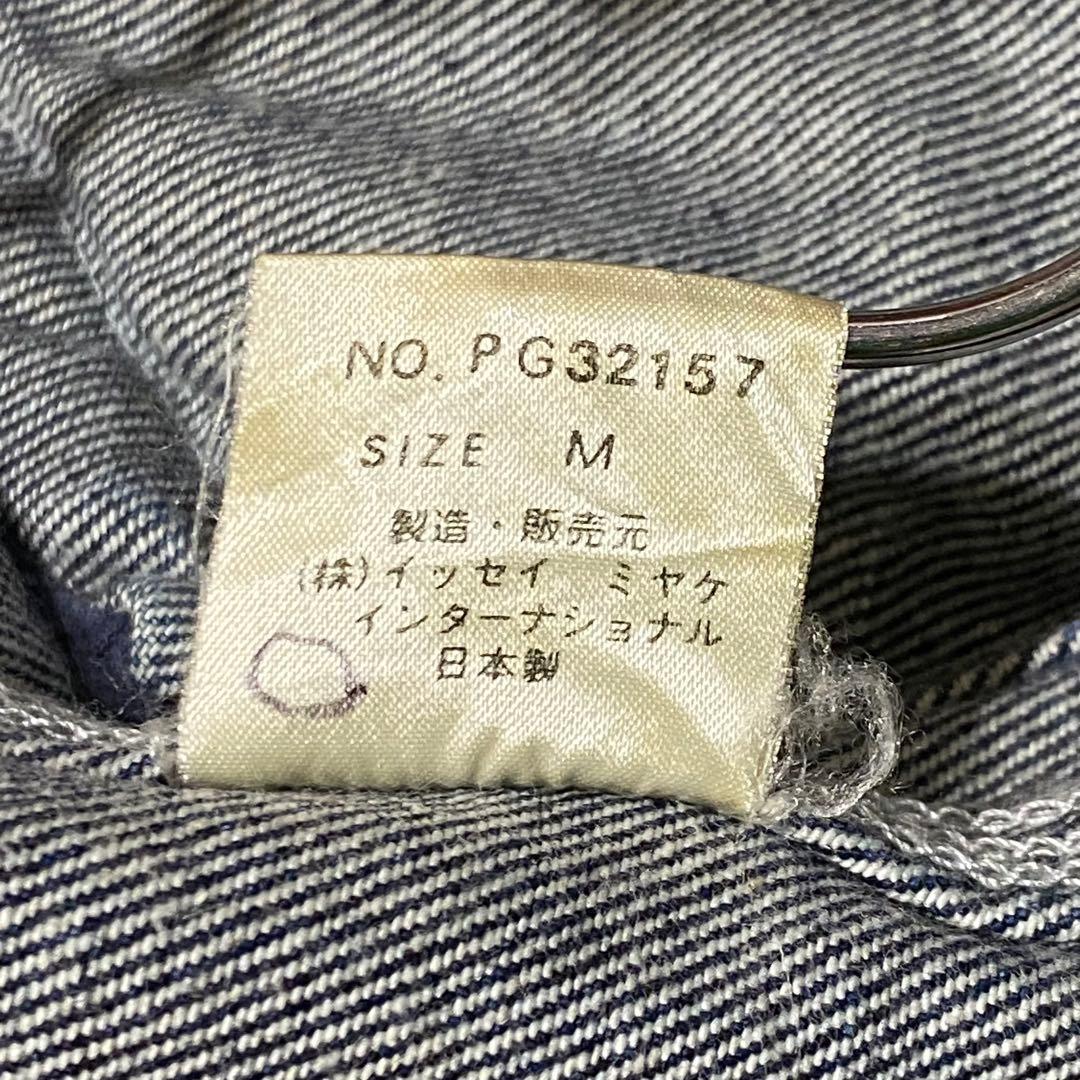 NO. PG32157
SIZE M
製造・販売元
(株)イッセイ ミヤケ
インターナショナル
日本製